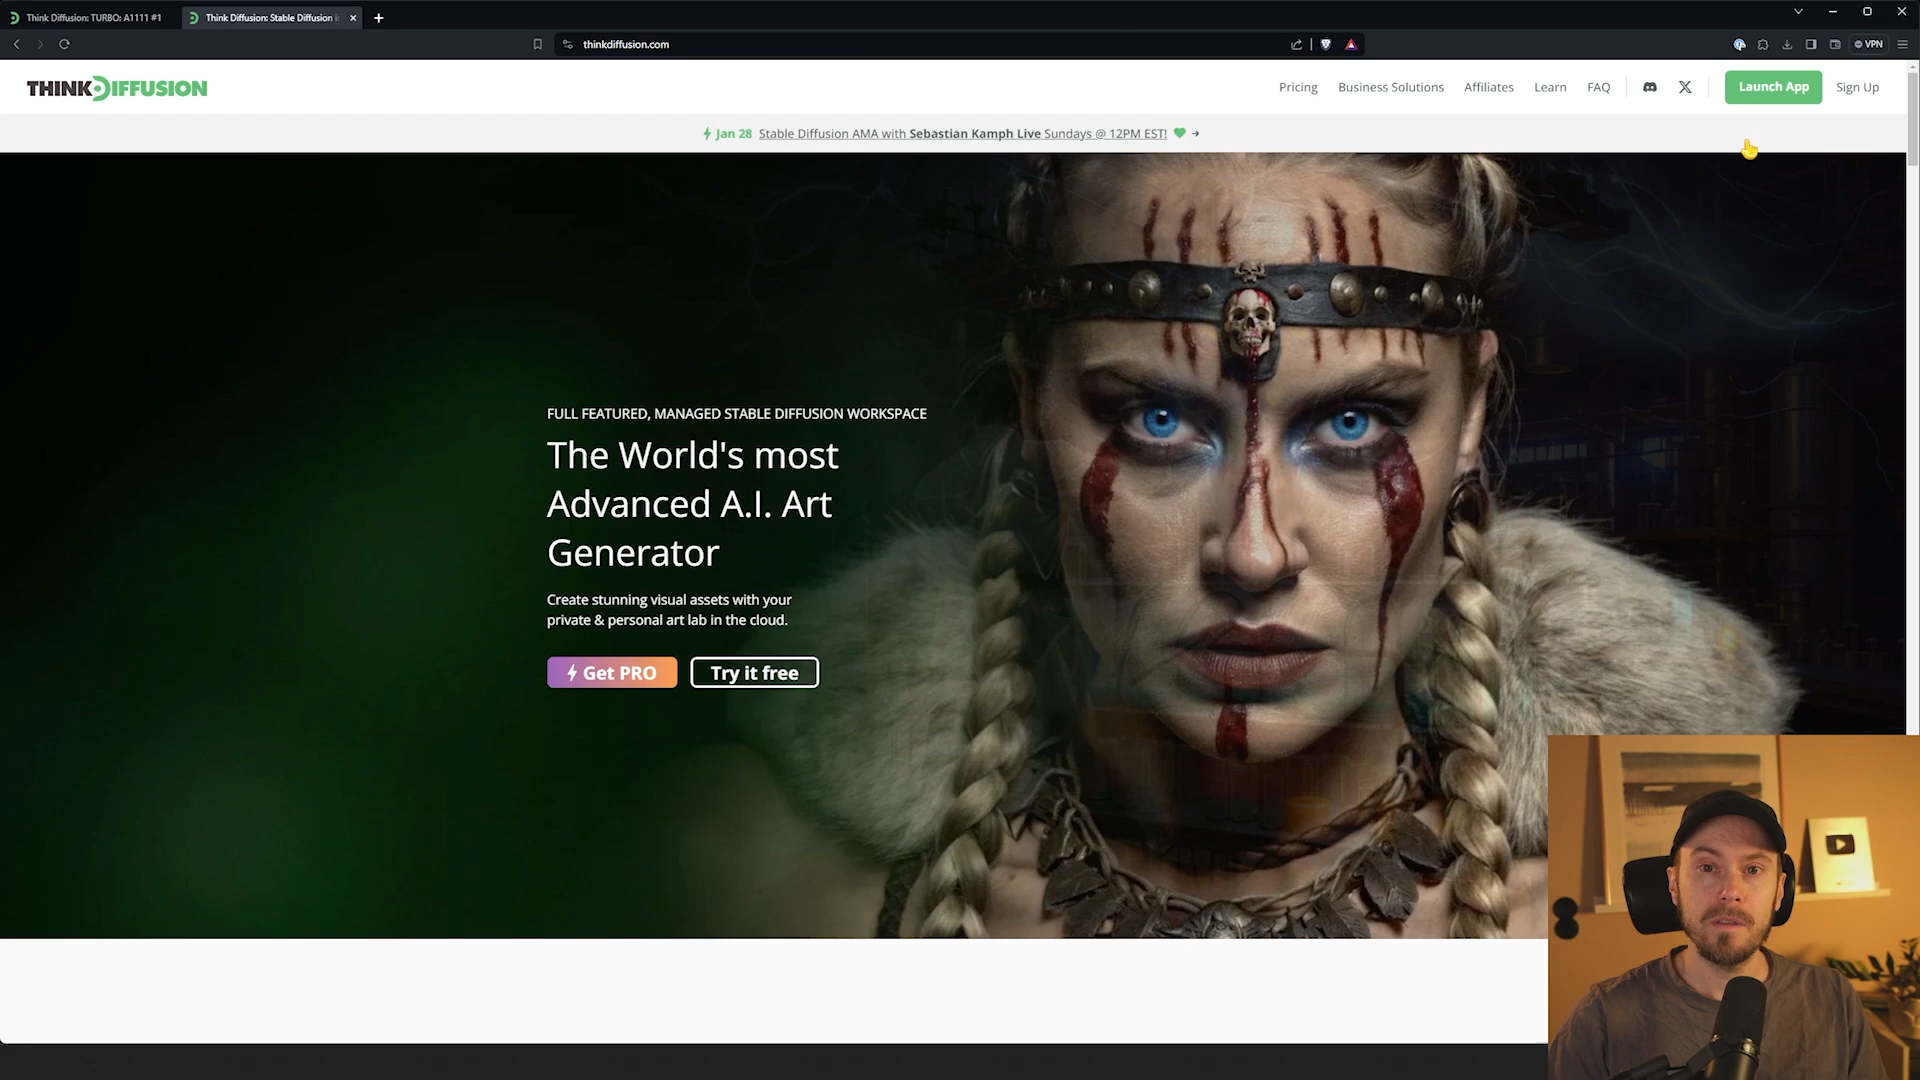 Think Diffusion: TURBO: A1111 #1
Think Diffusion: Stable Diffusion i
thinkdiffusion.com
VPN
THINKDIFFUSION
Pricing
Business Solutions
Affiliates
Learn
FAQ
Launch App
Sign Up
Jan 28 Stable Diffusion AMA with Sebastian Kamph Live Sundays @ 12PM EST!
FULL FEATURED, MANAGED STABLE DIFFUSION WORKSPACE
The World's most
Advanced A.I. Art
Generator
Create stunning visual assets with your
private & personal art lab in the cloud.
Get PRO
Try it free